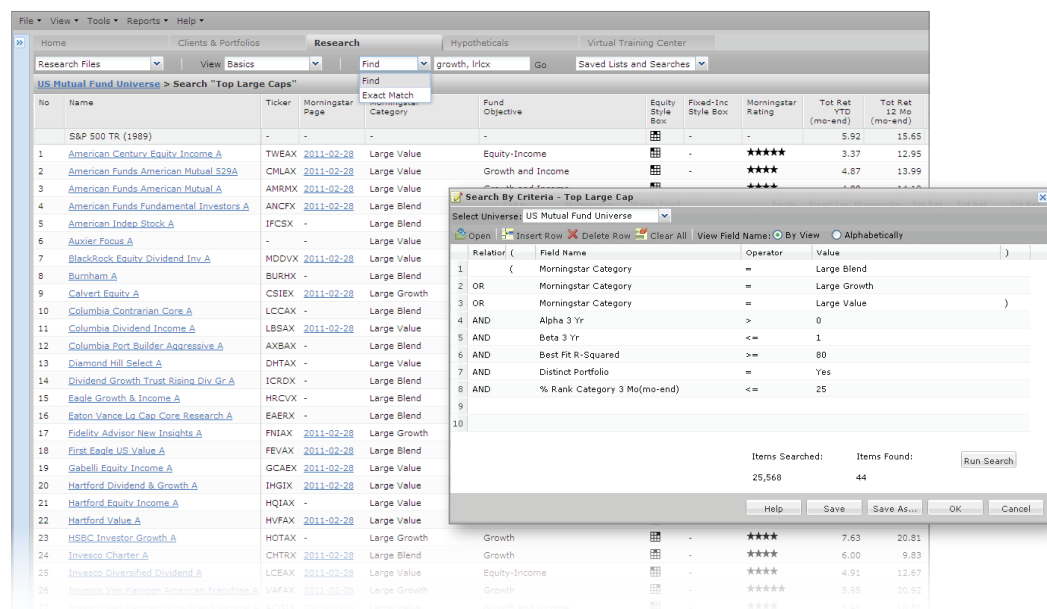 File View Tools Reports Help
Home Clients & Portfolios Research Hypotheticals Virtual Training Center
Research Files View Basics Find growth, lrlcx Go Saved Lists and Searches
Find
Exact Match
US Mutual Fund Universe > Search "Top Large Caps"
No Name Ticker Morningstar Page Morningstar Category Fund Objective Equity Style Box Fixed-Inc Style Box Morningstar Rating Tot Ret YTD (mo-end) Tot Ret 12 Mo (mo-end)
S&P 500 TR (1989) - - - - - - 5.92 15.65
1 American Century Equity Income A TWEAX 2011-02-28 Large Value Equity-Income - ★★★★★ 3.37 12.95
2 American Funds American Mutual 529A CMLAX 2011-02-28 Large Value Growth and Income - ★★★★ 4.87 13.99
3 American Funds American Mutual A AMRMX 2011-02-28 Large Value Growth and Income
4 American Funds Fundamental Investors A ANCFX 2011-02-28 Large Blend
5 American Indep Stock A IFCSX - Large Blend
6 Auxier Focus A - - Large Value
7 BlackRock Equity Dividend Inv A MDDVX 2011-02-28 Large Value
8 Burnham A BURHX - Large Blend
9 Calvert Equity A CSIEX 2011-02-28 Large Growth
10 Columbia Contrarian Core A LCCAX - Large Blend
11 Columbia Dividend Income A LBSAX 2011-02-28 Large Value
12 Columbia Port Builder Aggressive A AXBAX - Large Blend
13 Diamond Hill Select A DHTAX - Large Value
14 Dividend Growth Trust Rising Div Gr A ICRDX - Large Blend
15 Eagle Growth & Income A HRCVX - Large Blend
16 Eaton Vance Lg Cap Core Research A EAERX - Large Blend
17 Fidelity Advisor New Insights A FNIAX 2011-02-28 Large Growth
18 First Eagle US Value A FEVAX 2011-02-28 Large Blend
19 Gabelli Equity Income A GCAEX 2011-02-28 Large Value
20 Hartford Dividend & Growth A IHGIX 2011-02-28 Large Value
21 Hartford Equity Income A HQIAX - Large Value
22 Hartford Value A HVFAX 2011-02-28 Large Value
23 HSBC Investor Growth A HOTAX - Large Growth Growth - ★★★★ 7.63 20.81
24 Invesco Charter A CHTRX 2011-02-28 Large Blend Growth - ★★★★ 6.00 9.83
25 Invesco Diversified Dividend A LCEAX 2011-02-28 Large Value Equity-Income - ★★★★ 4.91 12.67
26 Invesco Van Kampen American Franchise A VAFAX 2011-02-28 Large Growth Growth - ★★★★★ 5.95 20.92
Search By Criteria - Top Large Cap
Select Universe: US Mutual Fund Universe
Open Insert Row Delete Row Clear All View Field Name: By View Alphabetically
Relation ( Field Name Operator Value )
1 ( Morningstar Category = Large Blend
2 OR Morningstar Category = Large Growth
3 OR Morningstar Category = Large Value )
4 AND Alpha 3 Yr > 0
5 AND Beta 3 Yr <= 1
6 AND Best Fit R-Squared >= 80
7 AND Distinct Portfolio = Yes
8 AND % Rank Category 3 Mo(mo-end) <= 25
9
10
Items Searched: Items Found: Run Search
25,568 44
Help Save Save As... OK Cancel